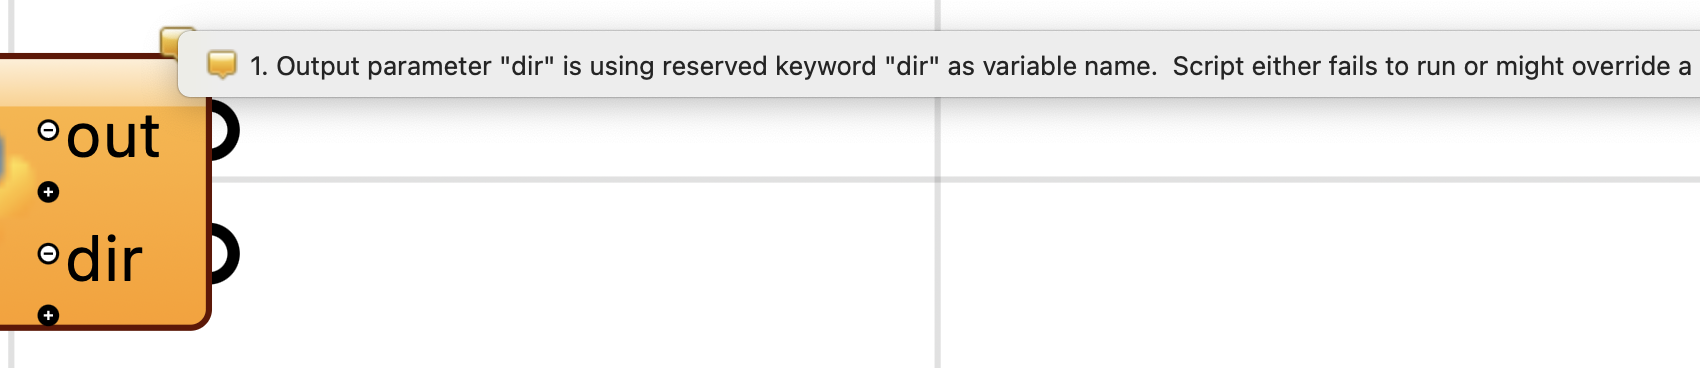 1. Output parameter "dir" is using reserved keyword "dir" as variable name.  Script either fails to run or might override a
out
dir